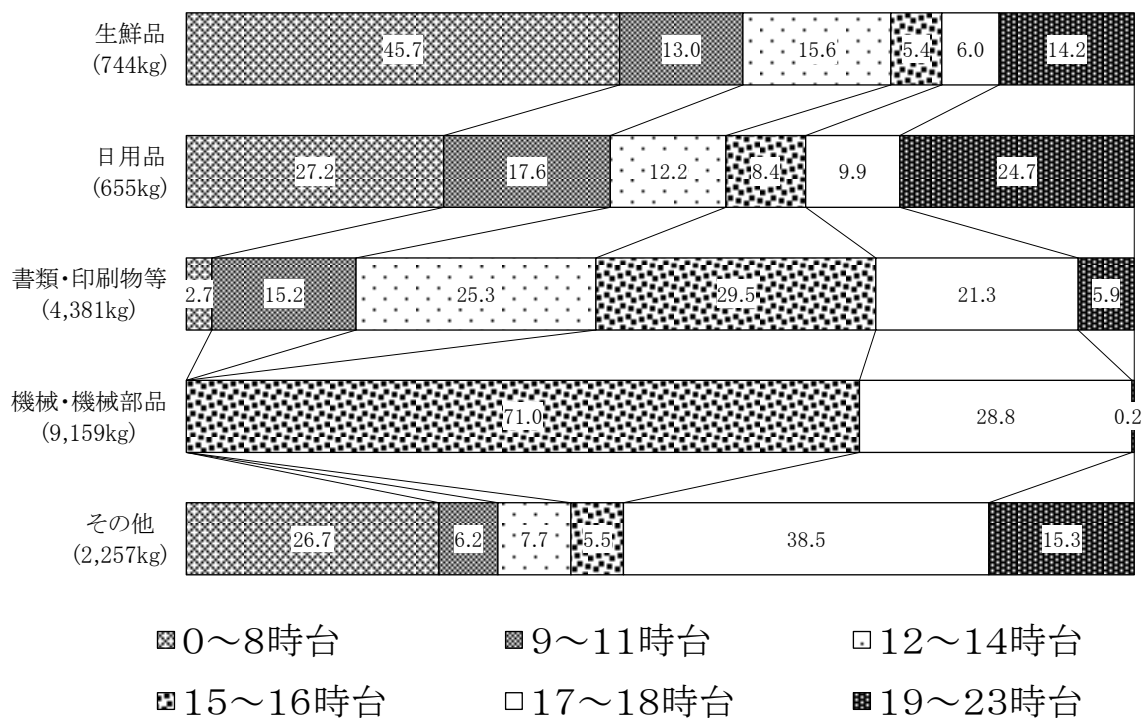 生鮮品
(744kg)
45.7 13.0 15.6 5.4 6.0 14.2
日用品
(655kg)
27.2 17.6 12.2 8.4 9.9 24.7
書類・印刷物等
(4,381kg)
2.7 15.2 25.3 29.5 21.3 5.9
機械・機械部品
(9,159kg)
71.0 28.8 0.2
その他
(2,257kg)
26.7 6.2 7.7 5.5 38.5 15.3
0～8時台 9～11時台 12～14時台
15～16時台 17～18時台 19～23時台